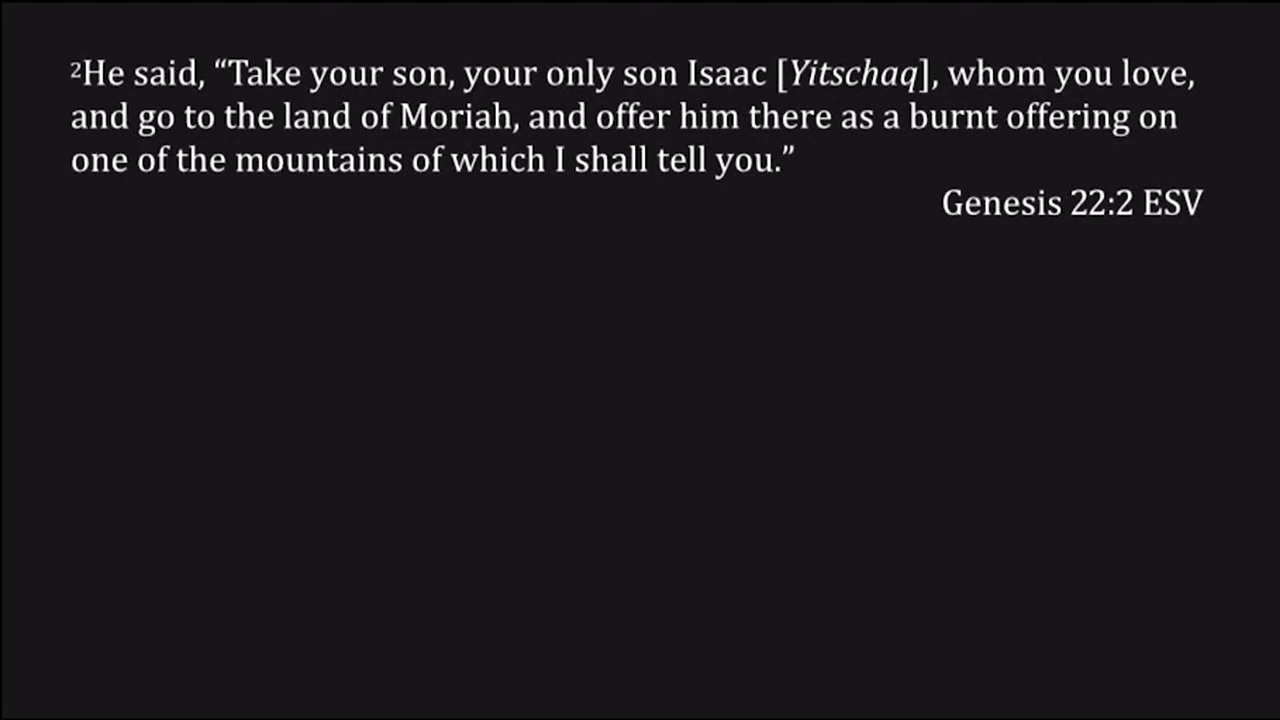 ²He said, “Take your son, your only son Isaac [Yitschaq], whom you love,
and go to the land of Moriah, and offer him there as a burnt offering on
one of the mountains of which I shall tell you.”
Genesis 22:2 ESV